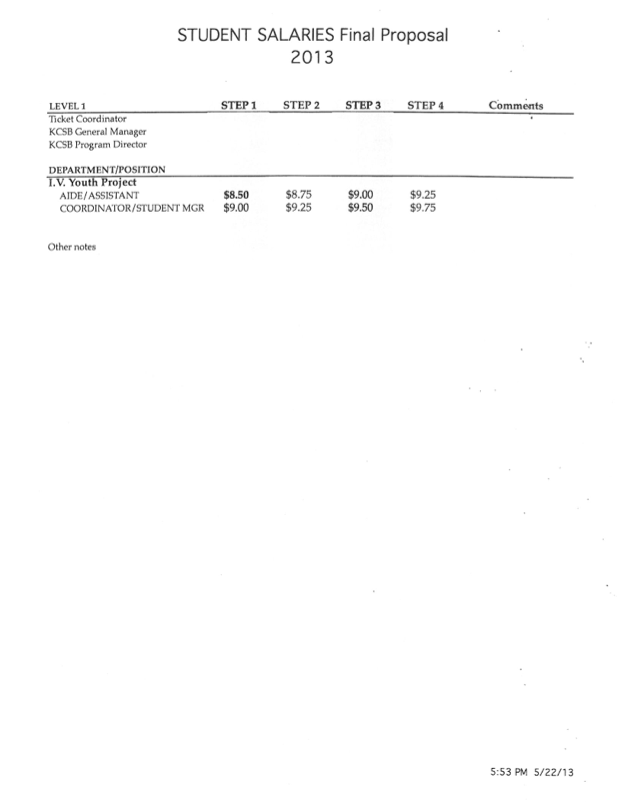 STUDENT SALARIES Final Proposal
2013
LEVEL 1 STEP 1 STEP 2 STEP 3 STEP 4 Comments
Ticket Coordinator
KCSB General Manager
KCSB Program Director
DEPARTMENT/POSITION
I.V. Youth Project
AIDE/ASSISTANT $8.50 $8.75 $9.00 $9.25
COORDINATOR/STUDENT MGR $9.00 $9.25 $9.50 $9.75
Other notes
5:53 PM 5/22/13